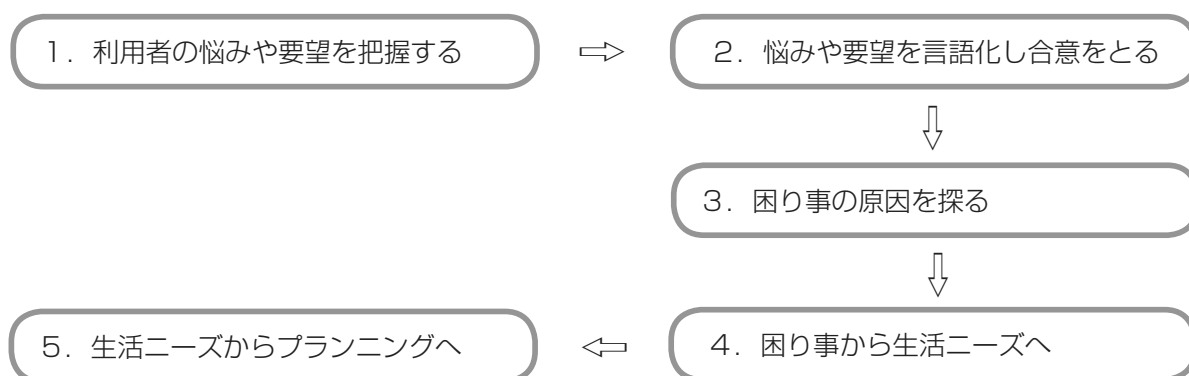 １．利用者の悩みや要望を把握する
２．悩みや要望を言語化し合意をとる
３．困り事の原因を探る
４．困り事から生活ニーズへ
５．生活ニーズからプランニングへ